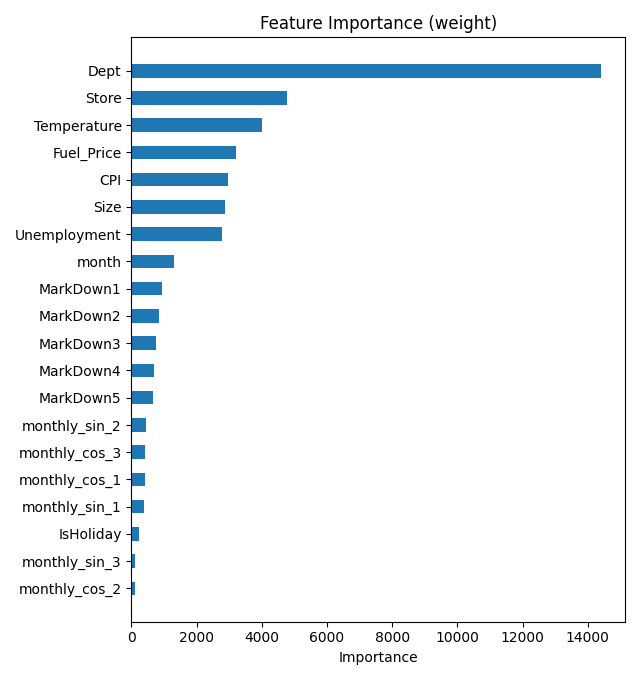 Feature Importance (weight)
Dept
Store
Temperature
Fuel_Price
CPI
Size
Unemployment
month
MarkDown1
MarkDown2
MarkDown3
MarkDown4
MarkDown5
monthly_sin_2
monthly_cos_3
monthly_cos_1
monthly_sin_1
IsHoliday
monthly_sin_3
monthly_cos_2
0 2000 4000 6000 8000 10000 12000 14000
Importance